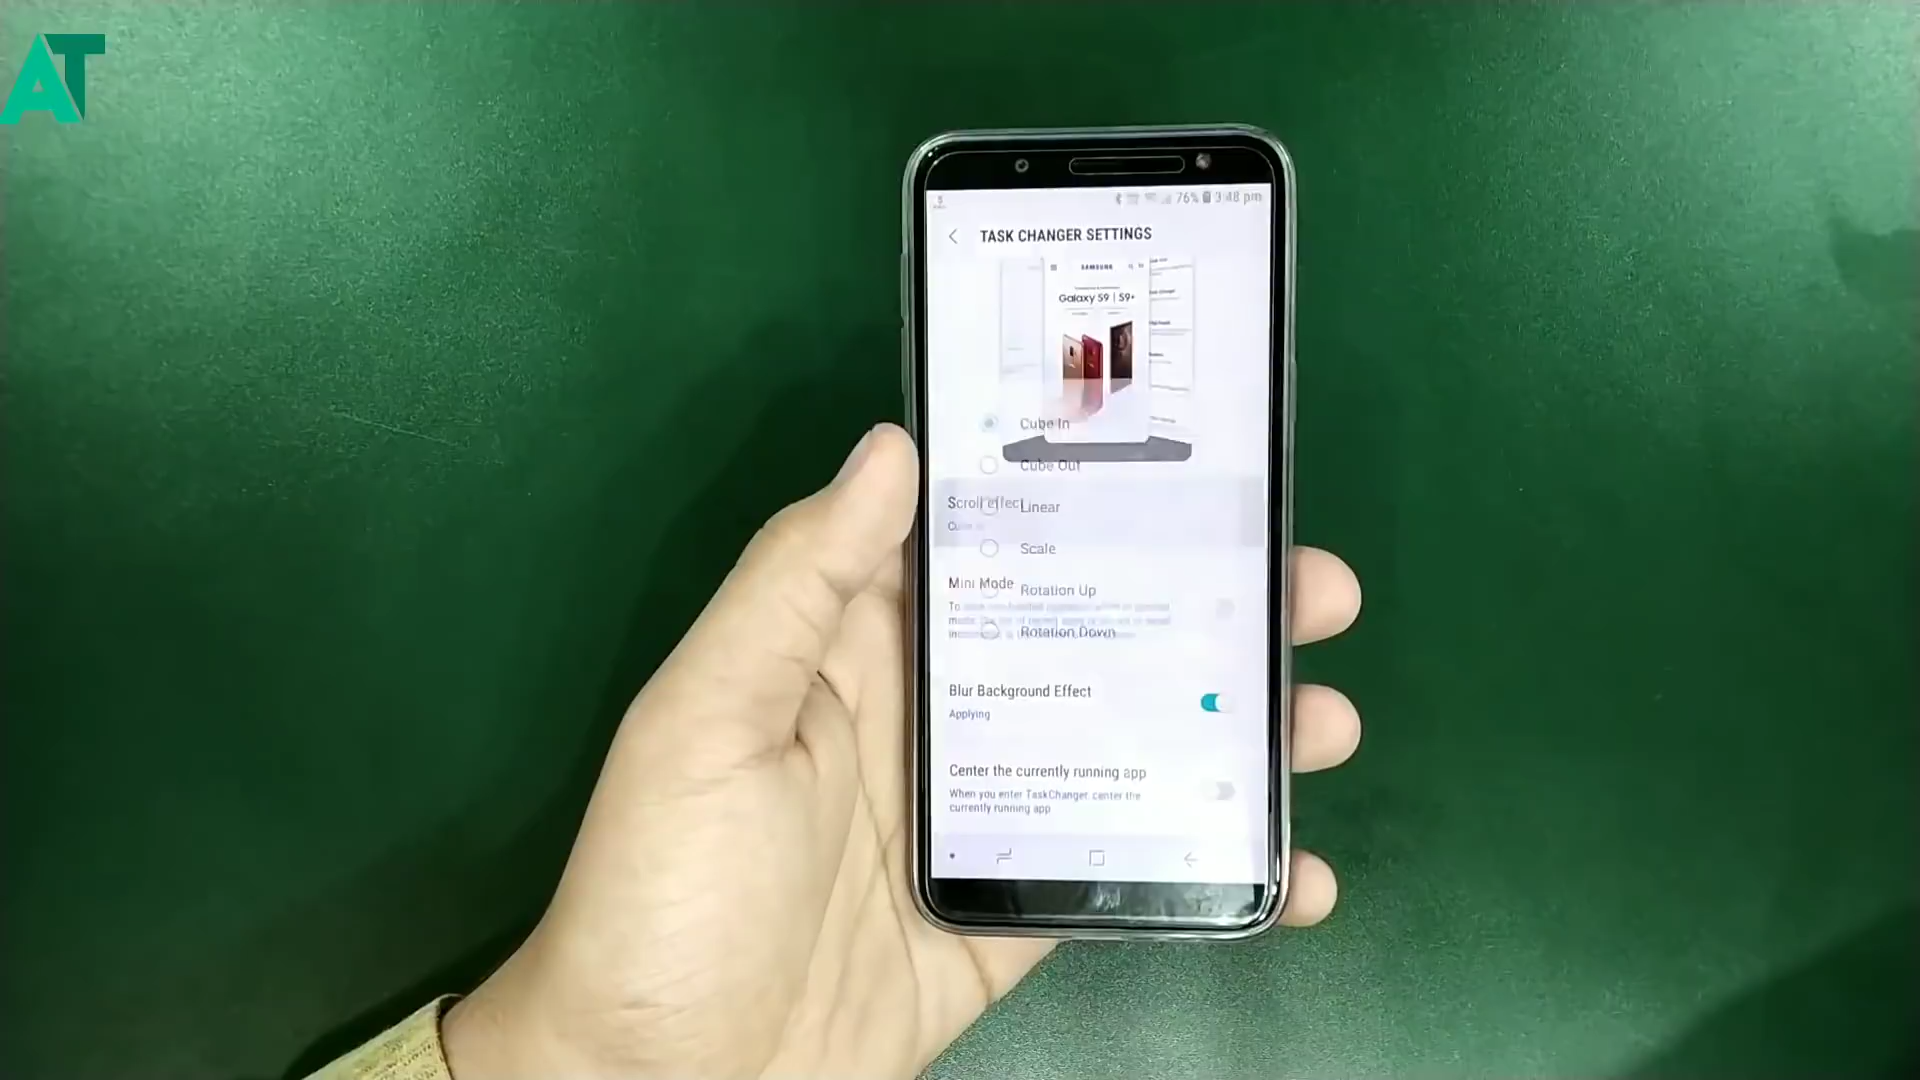 AT
76% 3:48 pm
TASK CHANGER SETTINGS
SAMSUNG
Galaxy S9 | S9+
Cube In
Cube Out
Scroll effect
Linear
Scale
Mini Mode
Rotation Up
To
Rotation Down
Blur Background Effect
Applying
Center the currently running app
When you enter TaskChanger, center the
currently running app